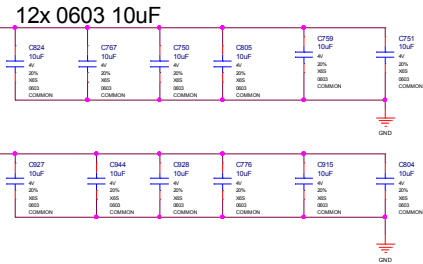 12x 0603 10uF
C824
10uF
4V
20%
X6S
0603
COMMON
C767
10uF
4V
20%
X6S
0603
COMMON
C750
10uF
4V
20%
X6S
0603
COMMON
C805
10uF
4V
20%
X6S
0603
COMMON
C759
10uF
4V
20%
X6S
0603
COMMON
C751
10uF
4V
20%
X6S
0603
COMMON
GND
C927
10uF
4V
20%
X6S
0603
COMMON
C944
10uF
4V
20%
X6S
0603
COMMON
C928
10uF
4V
20%
X6S
0603
COMMON
C776
10uF
4V
20%
X6S
0603
COMMON
C915
10uF
4V
20%
X6S
0603
COMMON
C804
10uF
4V
20%
X6S
0603
COMMON
GND